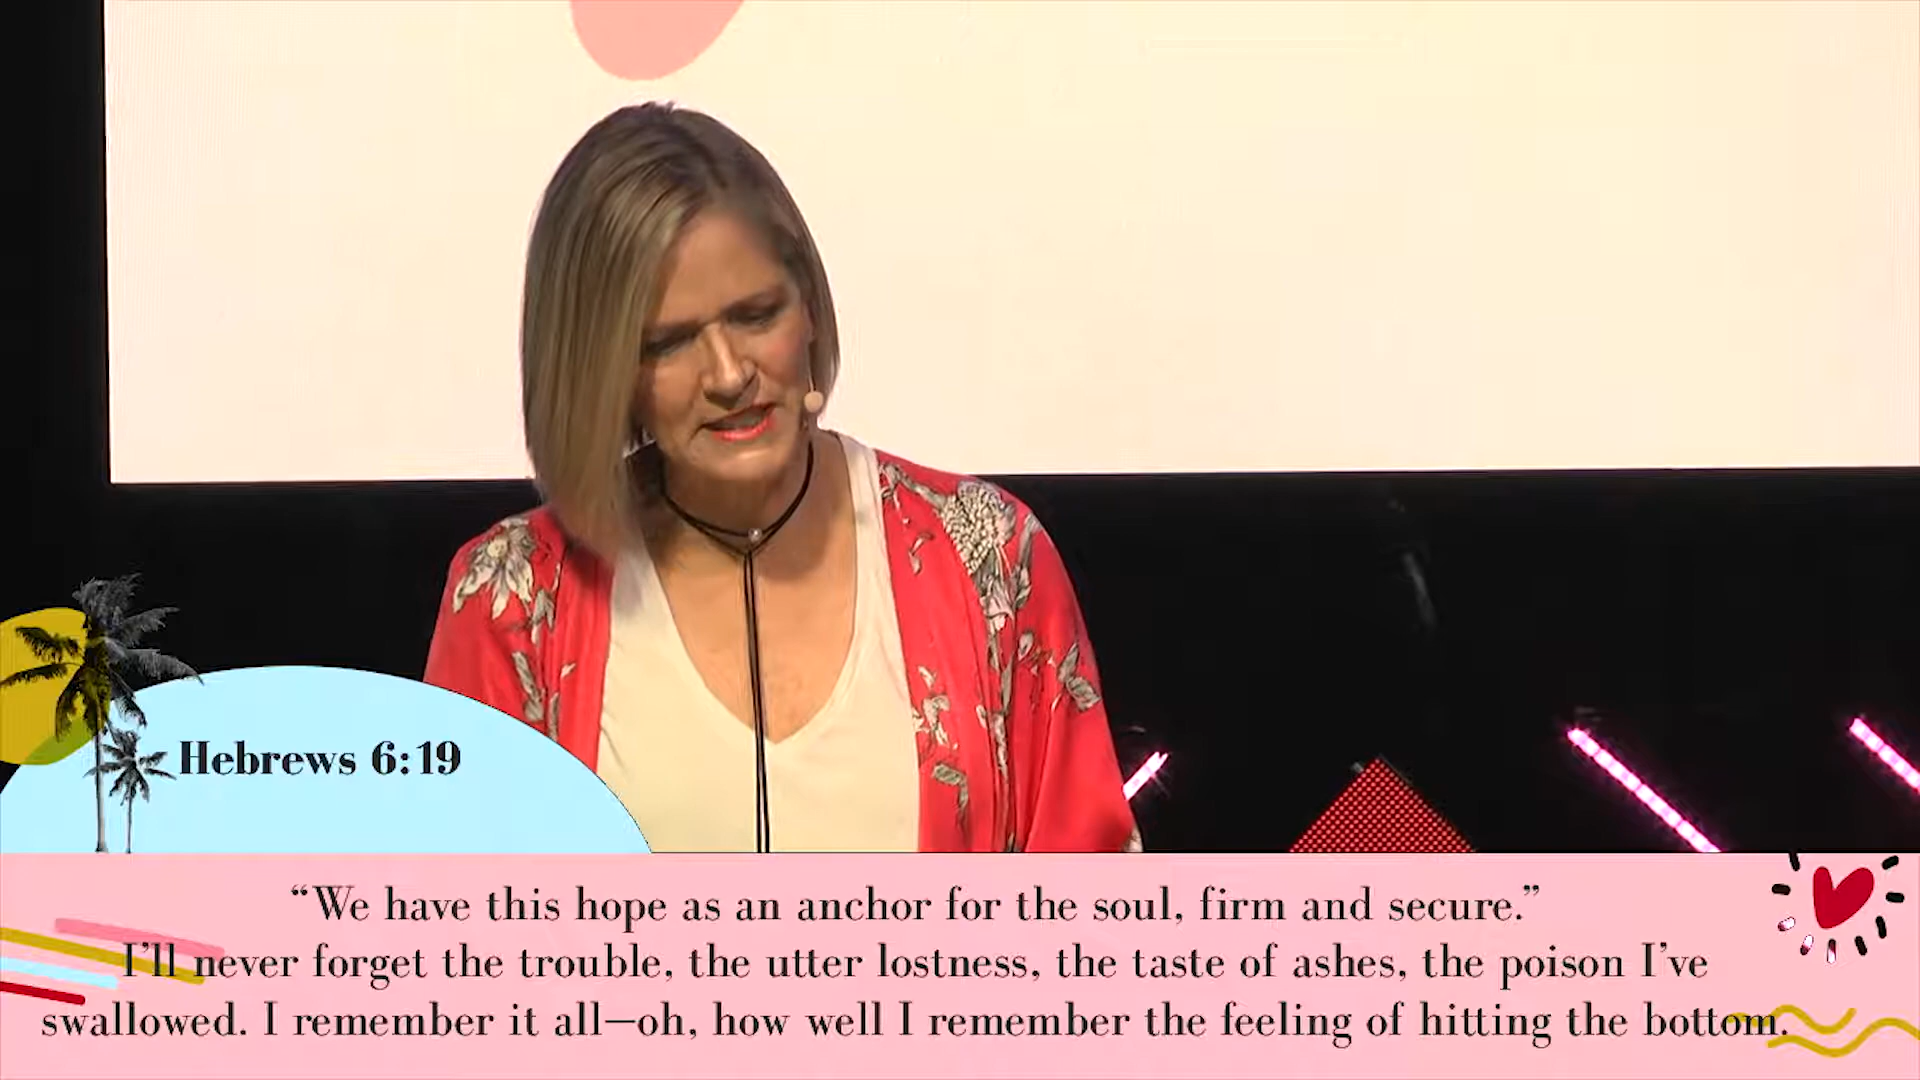 Hebrews 6:19
“We have this hope as an anchor for the soul, firm and secure.”
I’ll never forget the trouble, the utter lostness, the taste of ashes, the poison I’ve
swallowed. I remember it all—oh, how well I remember the feeling of hitting the bottom.